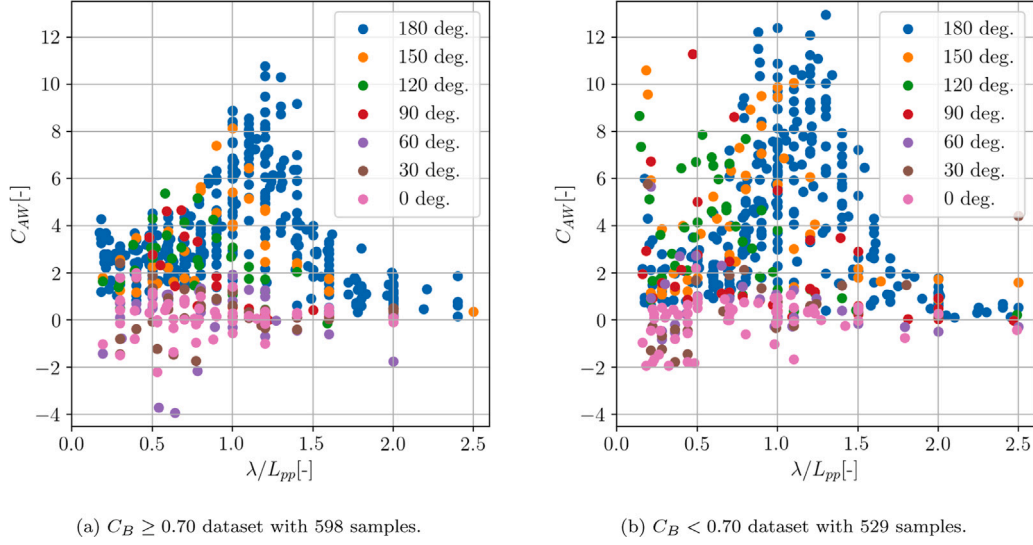 12
10
8
6
4
2
0
−2
−4
C_AW[-]
0.0 0.5 1.0 1.5 2.0 2.5
λ/L_pp[-]
180 deg.
150 deg.
120 deg.
90 deg.
60 deg.
30 deg.
0 deg.
(a) C_B ≥ 0.70 dataset with 598 samples.
12
10
8
6
4
2
0
−2
−4
C_AW[-]
0.0 0.5 1.0 1.5 2.0 2.5
λ/L_pp[-]
180 deg.
150 deg.
120 deg.
90 deg.
60 deg.
30 deg.
0 deg.
(b) C_B < 0.70 dataset with 529 samples.